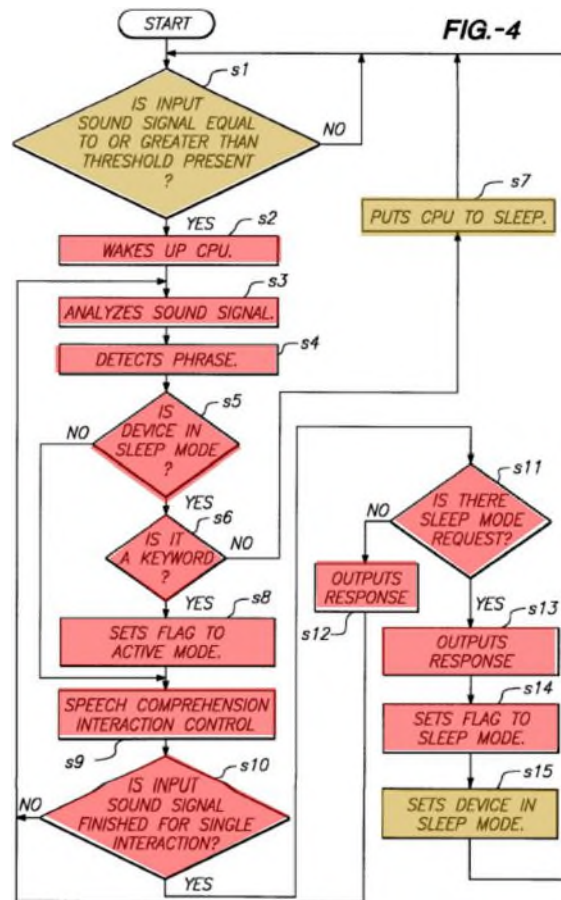 START
FIG.-4
s1
IS INPUT
SOUND SIGNAL EQUAL
TO OR GREATER THAN
THRESHOLD PRESENT
?
NO
YES
s7
PUTS CPU TO SLEEP.
s2
WAKES UP CPU.
s3
ANALYZES SOUND SIGNAL.
s4
DETECTS PHRASE.
s5
IS
DEVICE IN
SLEEP MODE
?
NO
YES
s6
IS IT
A KEYWORD
?
NO
YES
s8
SETS FLAG TO
ACTIVE MODE.
SPEECH COMPREHENSION
INTERACTION CONTROL
s9
s10
IS INPUT
SOUND SIGNAL
FINISHED FOR SINGLE
INTERACTION?
NO
YES
s11
IS THERE
SLEEP MODE
REQUEST?
NO
YES
OUTPUTS
RESPONSE
s12
s13
OUTPUTS
RESPONSE
s14
SETS FLAG TO
SLEEP MODE.
s15
SETS DEVICE IN
SLEEP MODE.